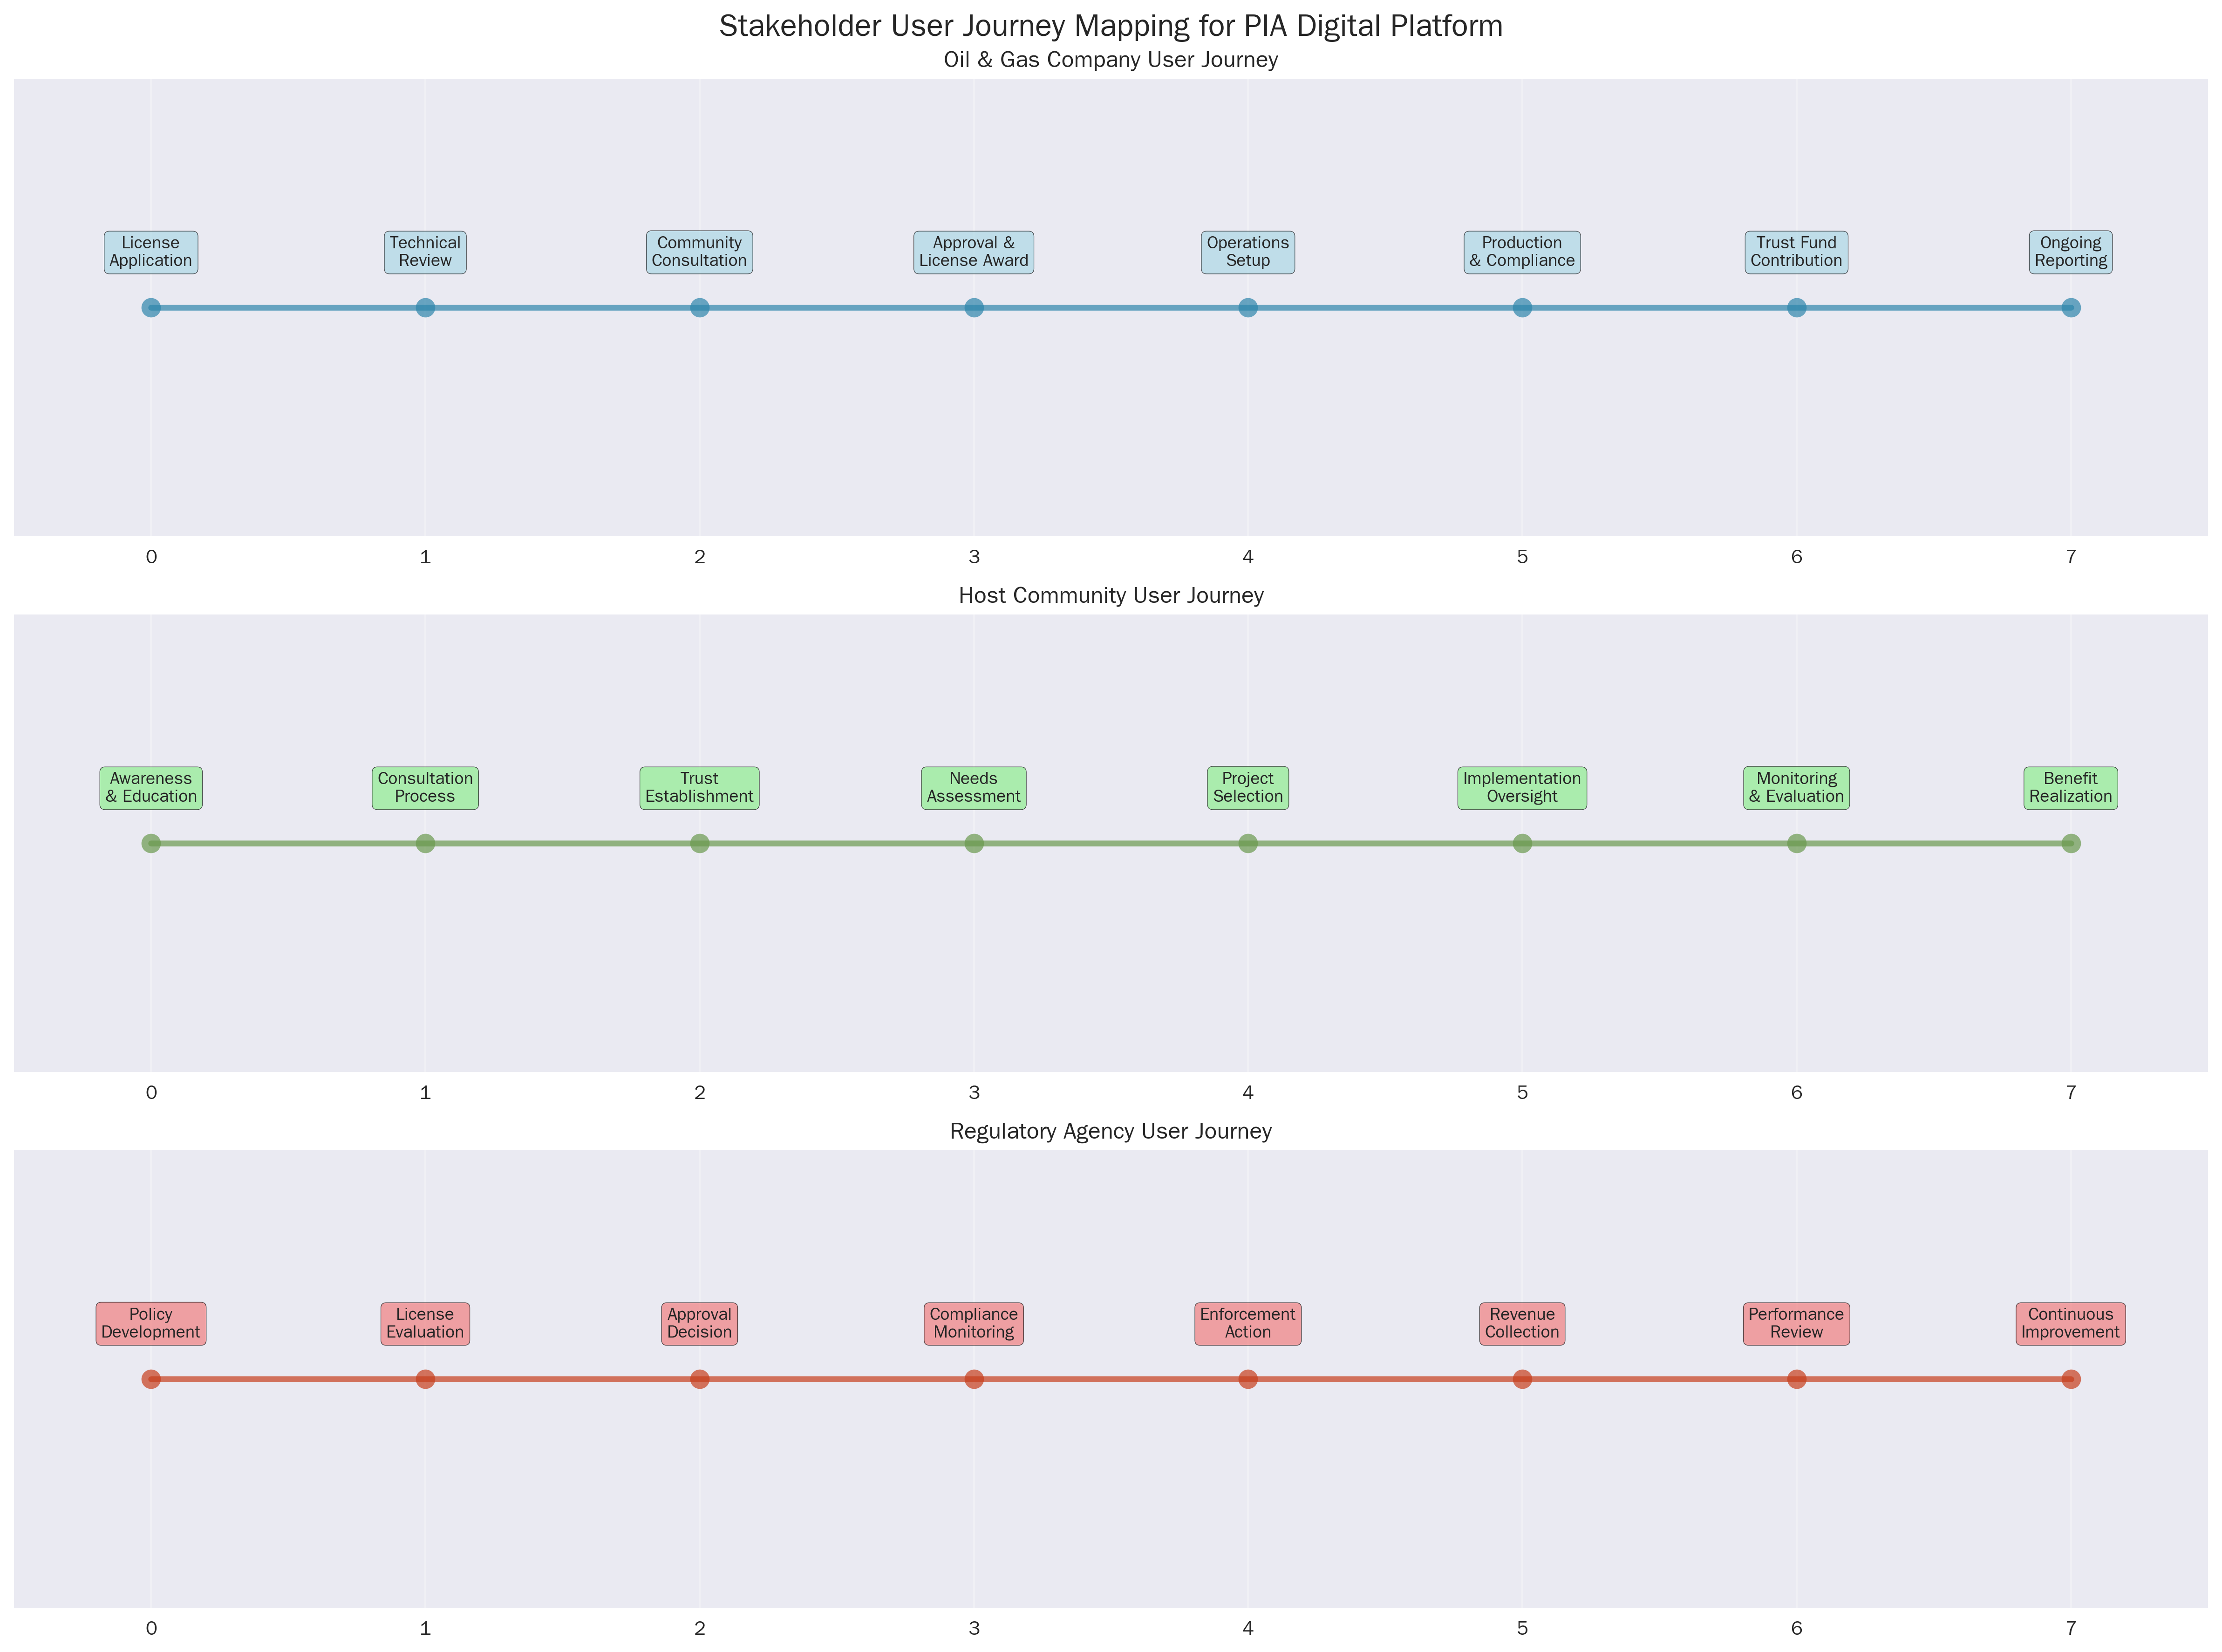 Stakeholder User Journey Mapping for PIA Digital Platform
Oil & Gas Company User Journey
License
Application
Technical
Review
Community
Consultation
Approval &
License Award
Operations
Setup
Production
& Compliance
Trust Fund
Contribution
Ongoing
Reporting
0 1 2 3 4 5 6 7
Host Community User Journey
Awareness
& Education
Consultation
Process
Trust
Establishment
Needs
Assessment
Project
Selection
Implementation
Oversight
Monitoring
& Evaluation
Benefit
Realization
0 1 2 3 4 5 6 7
Regulatory Agency User Journey
Policy
Development
License
Evaluation
Approval
Decision
Compliance
Monitoring
Enforcement
Action
Revenue
Collection
Performance
Review
Continuous
Improvement
0 1 2 3 4 5 6 7